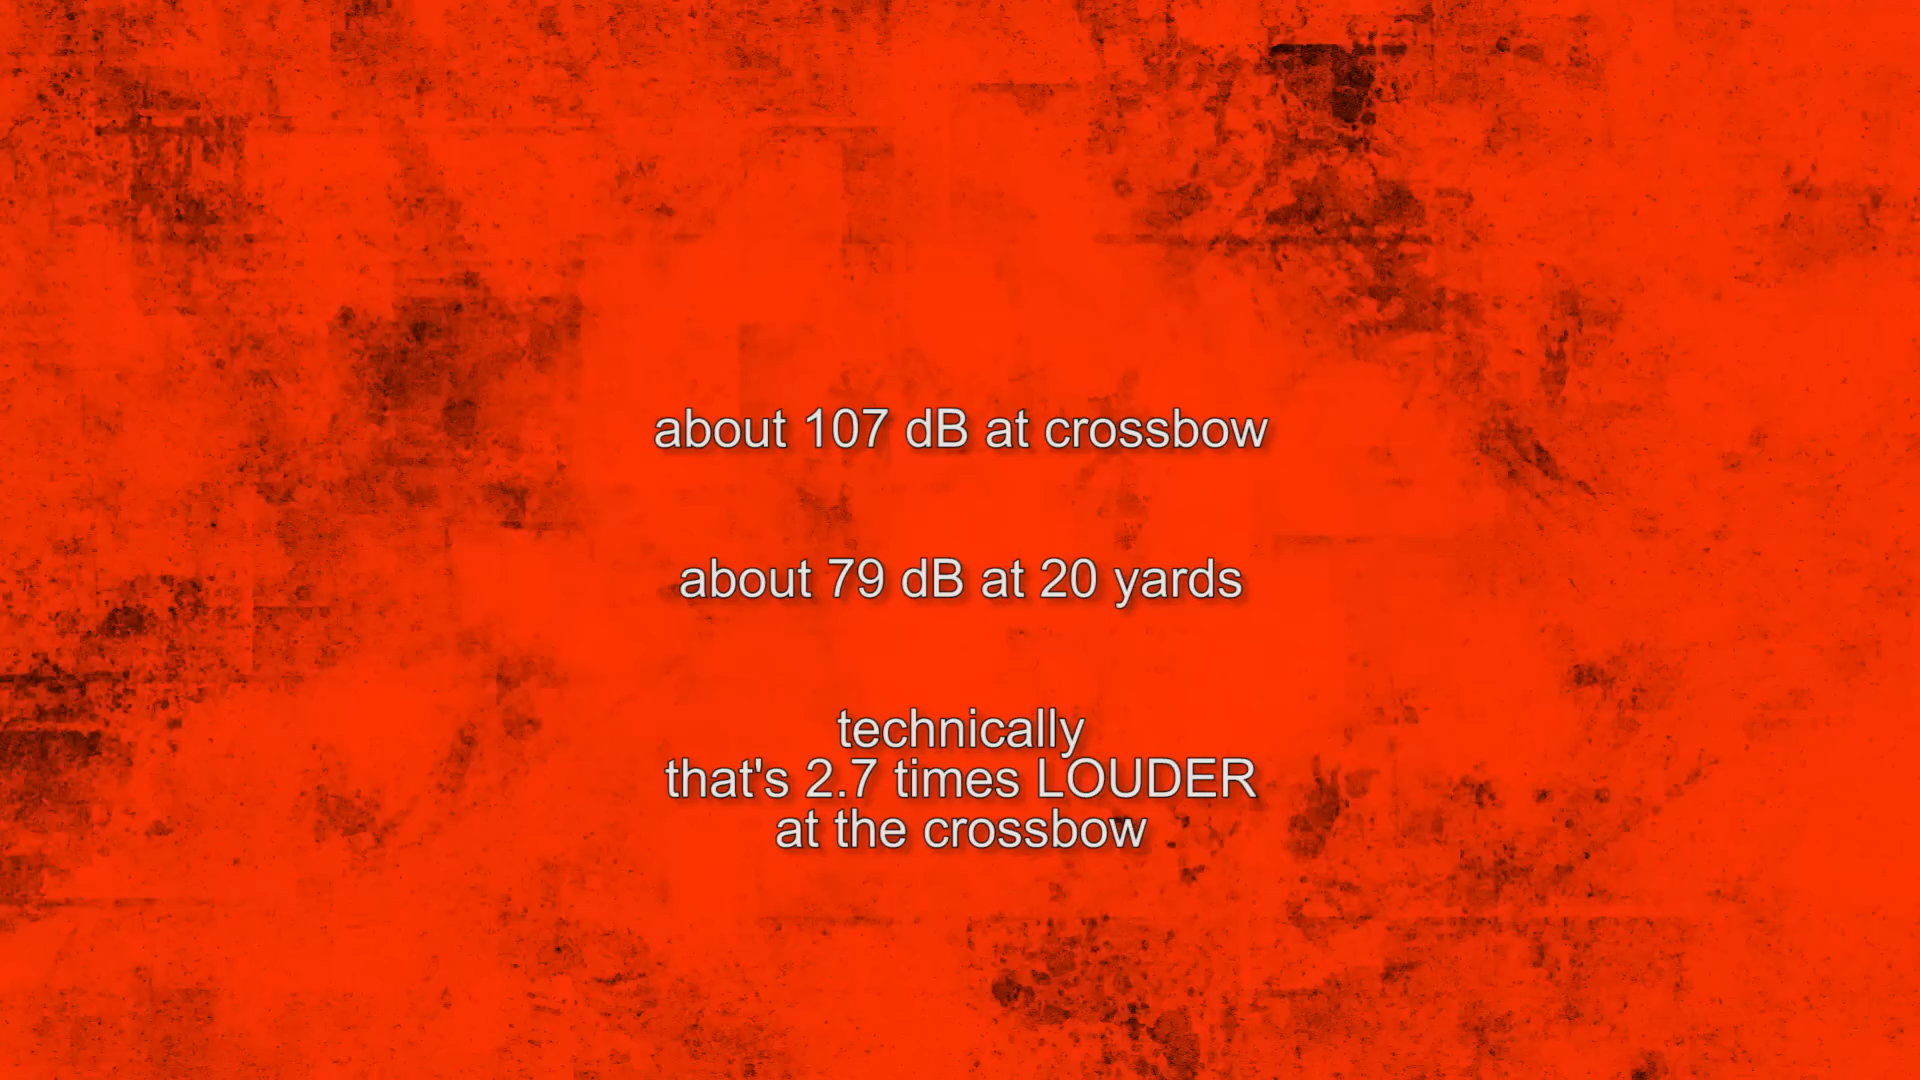 about 107 dB at crossbow
about 79 dB at 20 yards
technically
that's 2.7 times LOUDER
at the crossbow